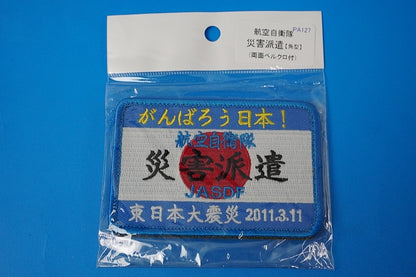 航空自衛隊 PA127
災害派遣【角型】
(両面ベルクロ付)
がんばろう日本!
航空自衛隊
災害派遣
JASDF
東日本大震災 2011.3.11